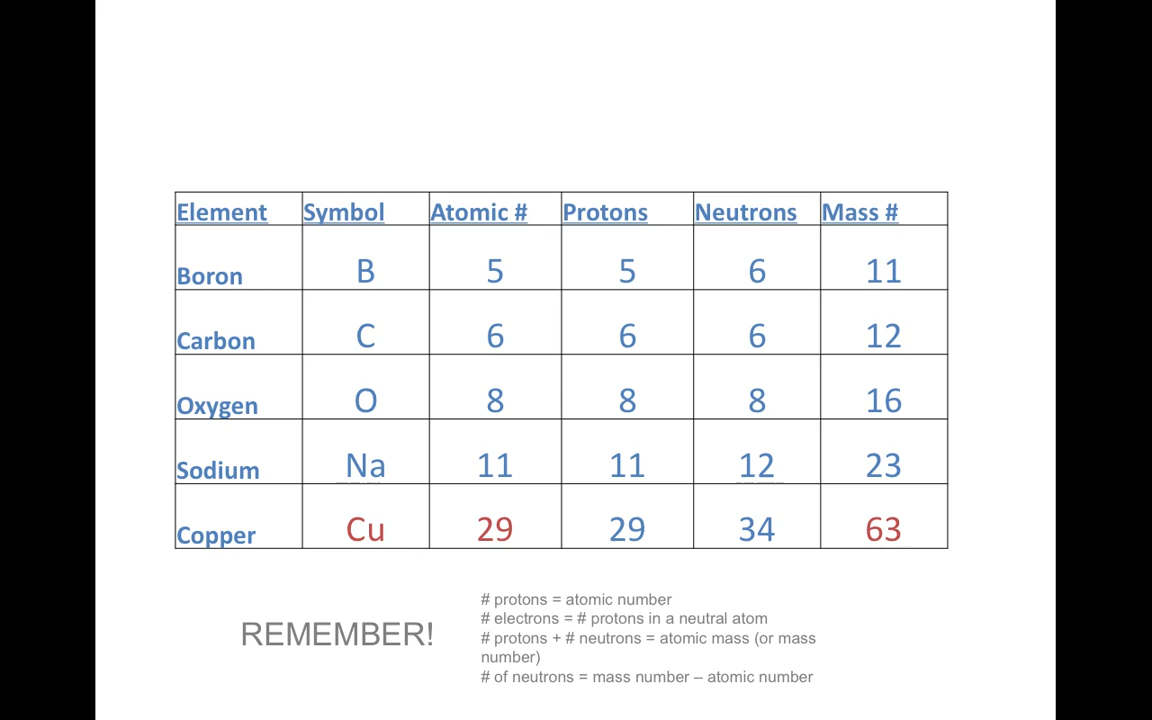 Element Symbol Atomic # Protons Neutrons Mass #
Boron B 5 5 6 11
Carbon C 6 6 6 12
Oxygen O 8 8 8 16
Sodium Na 11 11 12 23
Copper Cu 29 29 34 63
REMEMBER!
# protons = atomic number
# electrons = # protons in a neutral atom
# protons + # neutrons = atomic mass (or mass
number)
# of neutrons = mass number – atomic number